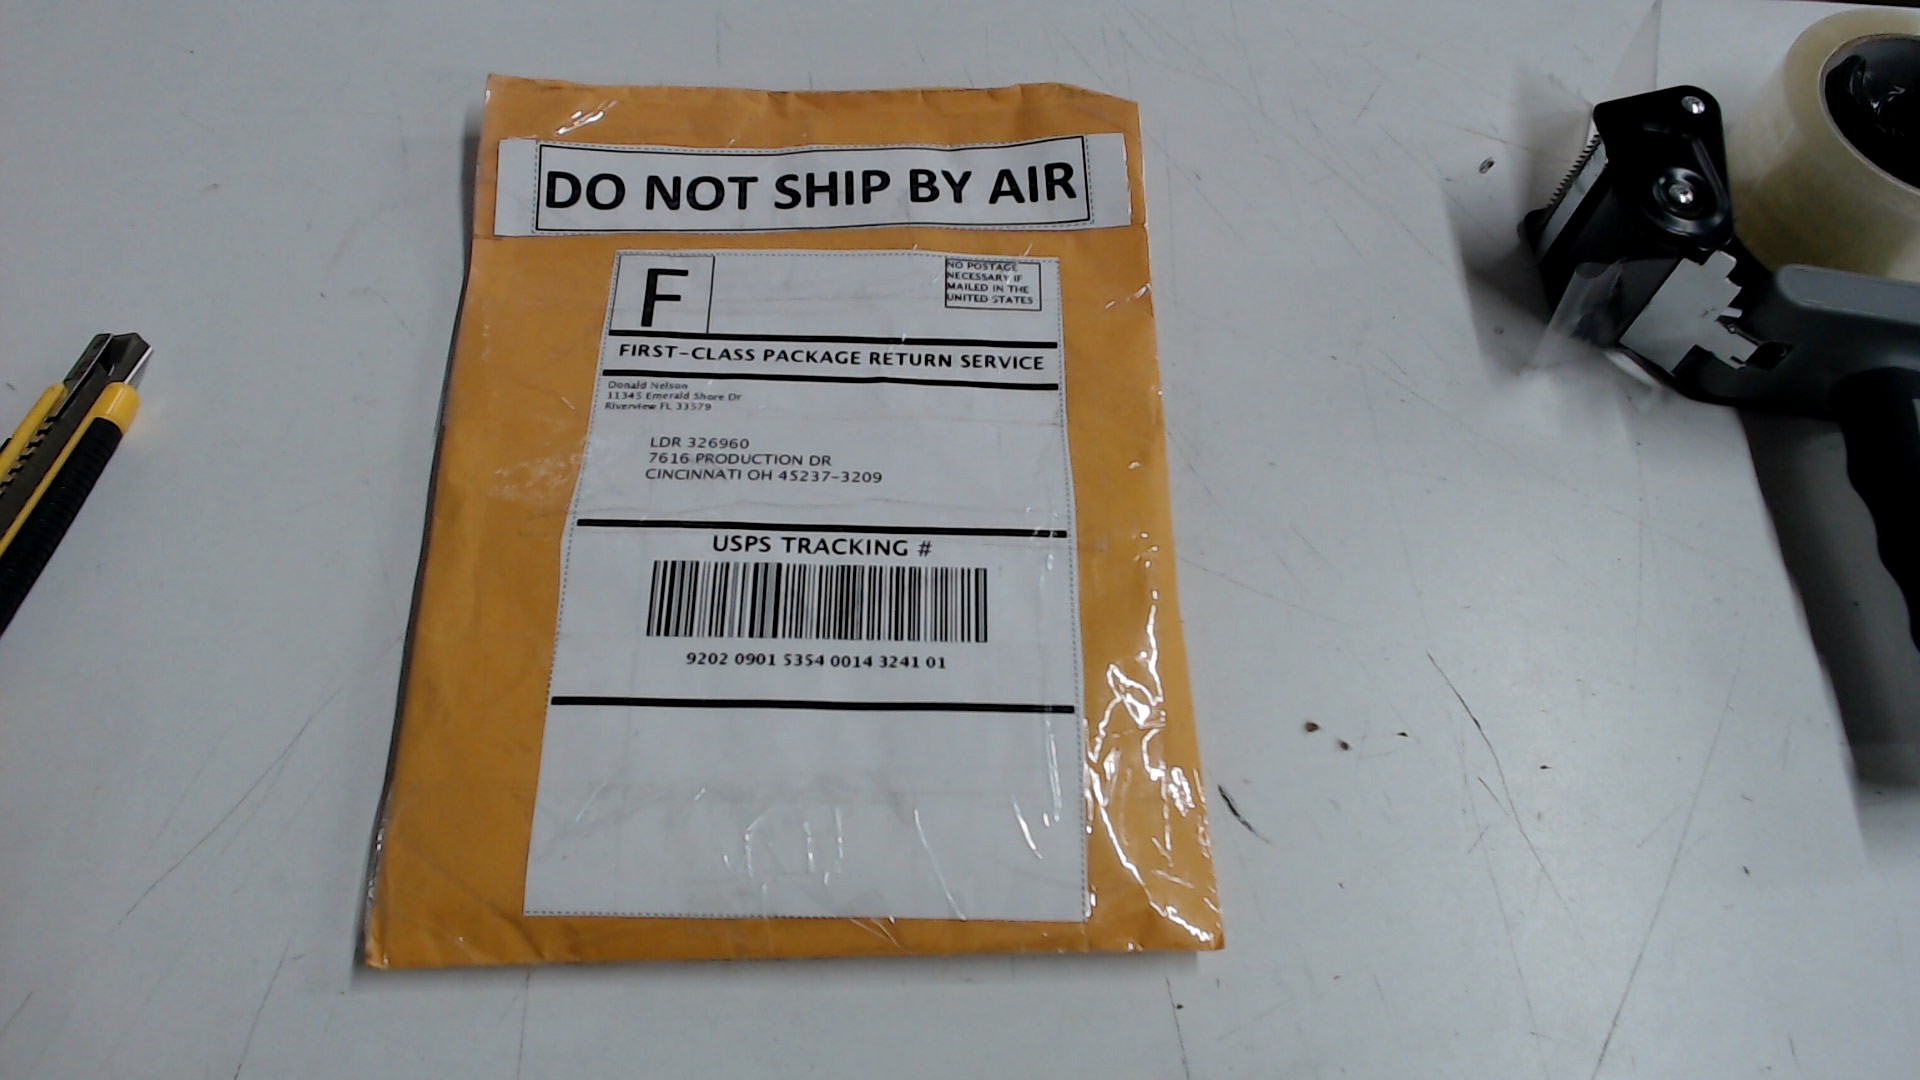 DO NOT SHIP BY AIR
F
NO POSTAGE
NECESSARY IF
MAILED IN THE
UNITED STATES
FIRST-CLASS PACKAGE RETURN SERVICE
Donald Nelson
11345 Emerald Shore Dr
Riverview FL 33579
LDR 326960
7616 PRODUCTION DR
CINCINNATI OH 45237-3209
USPS TRACKING #
9202 0901 5354 0014 3241 01